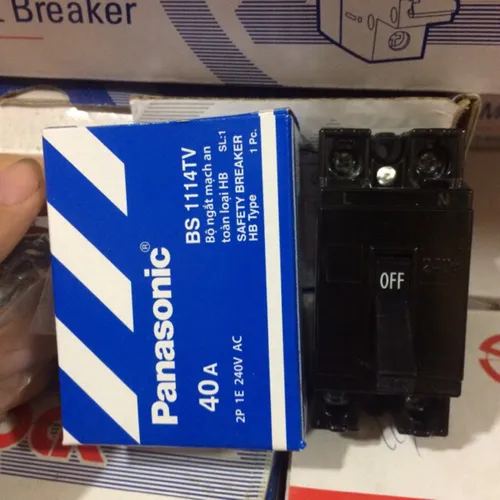 Breaker
Panasonic®
BS 1114TV
Bộ ngắt mạch an
toàn loại HB SL:1
SAFETY BREAKER
HB Type 1 Pc.
40 A
2P 1E 240V AC
L N
OFF